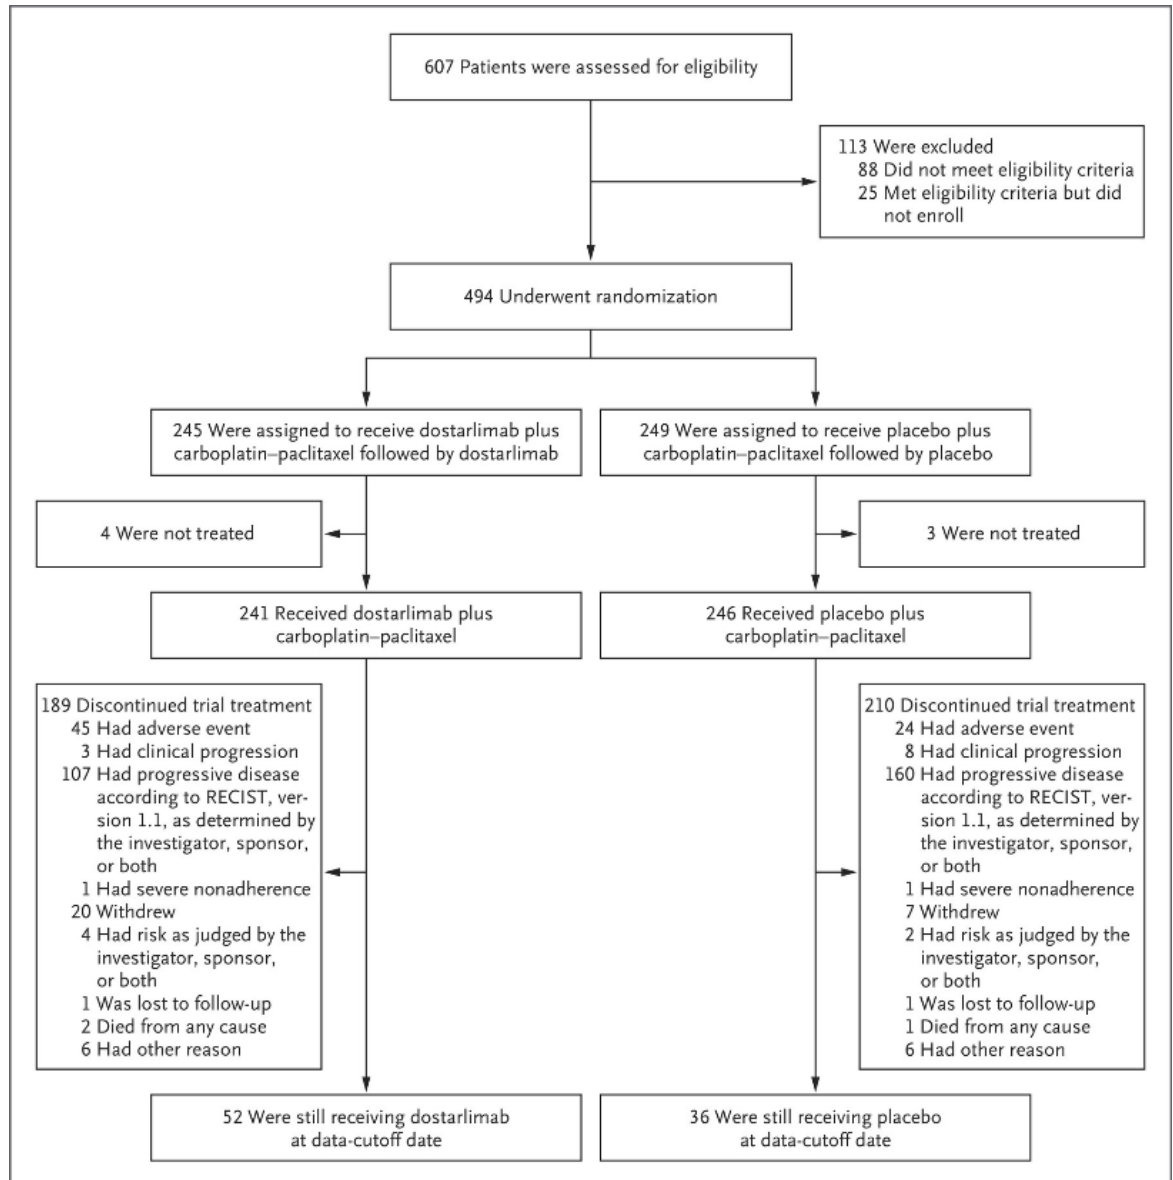 607 Patients were assessed for eligibility
113 Were excluded
88 Did not meet eligibility criteria
25 Met eligibility criteria but did
not enroll
494 Underwent randomization
245 Were assigned to receive dostarlimab plus
carboplatin–paclitaxel followed by dostarlimab
249 Were assigned to receive placebo plus
carboplatin–paclitaxel followed by placebo
4 Were not treated
3 Were not treated
241 Received dostarlimab plus
carboplatin–paclitaxel
246 Received placebo plus
carboplatin–paclitaxel
189 Discontinued trial treatment
45 Had adverse event
3 Had clinical progression
107 Had progressive disease
according to RECIST, ver-
sion 1.1, as determined by
the investigator, sponsor,
or both
1 Had severe nonadherence
20 Withdrew
4 Had risk as judged by the
investigator, sponsor,
or both
1 Was lost to follow-up
2 Died from any cause
6 Had other reason
210 Discontinued trial treatment
24 Had adverse event
8 Had clinical progression
160 Had progressive disease
according to RECIST, ver-
sion 1.1, as determined by
the investigator, sponsor,
or both
1 Had severe nonadherence
7 Withdrew
2 Had risk as judged by the
investigator, sponsor,
or both
1 Was lost to follow-up
1 Died from any cause
6 Had other reason
52 Were still receiving dostarlimab
at data-cutoff date
36 Were still receiving placebo
at data-cutoff date